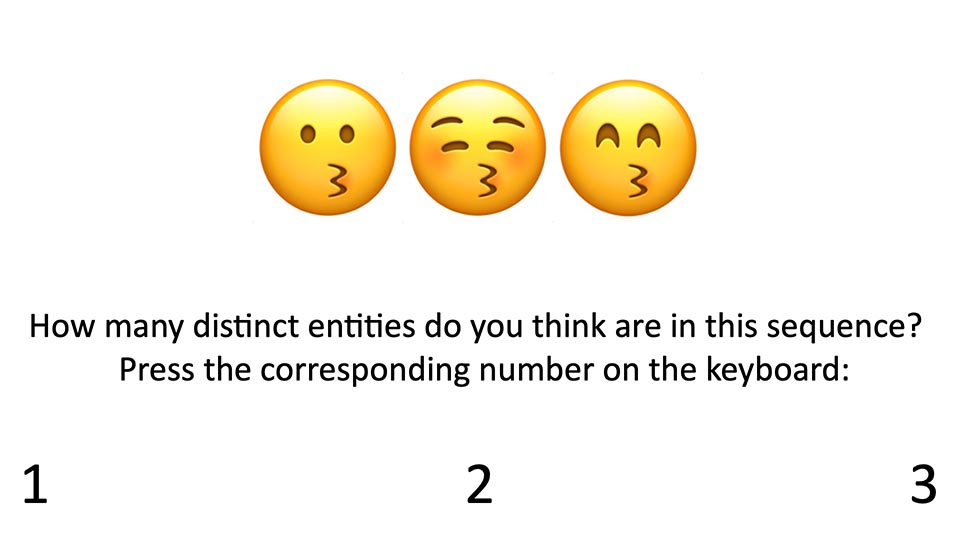 How many distinct entities do you think are in this sequence?
Press the corresponding number on the keyboard:
1 2 3